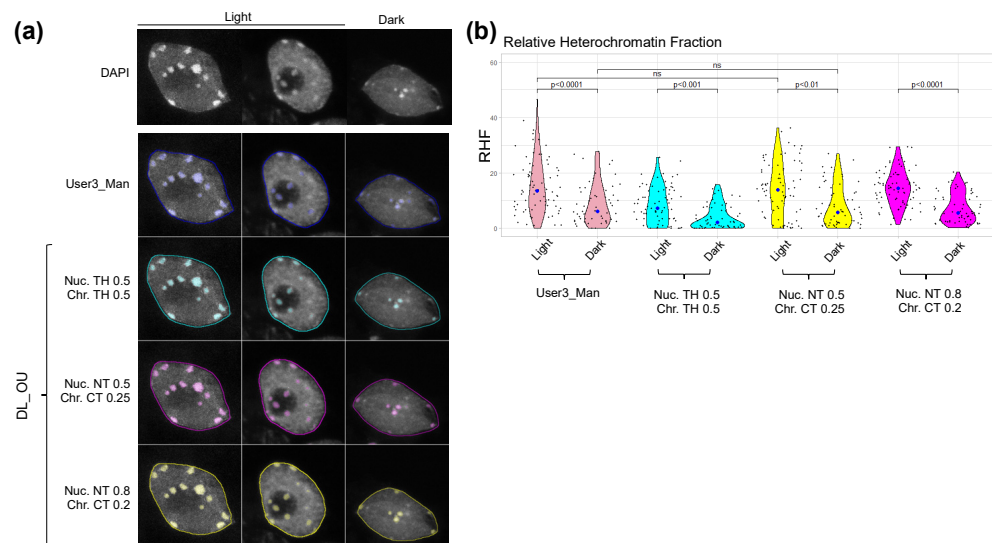 (a)
Light
Dark
DAPI
User3_Man
DL_OU
Nuc. TH 0.5
Chr. TH 0.5
Nuc. NT 0.5
Chr. CT 0.25
Nuc. NT 0.8
Chr. CT 0.2
(b)
Relative Heterochromatin Fraction
RHF
60
40
20
0
ns
ns
p<0.0001
p<0.001
p<0.01
p<0.0001
Light
Dark
Light
Dark
Light
Dark
Light
Dark
User3_Man
Nuc. TH 0.5
Chr. TH 0.5
Nuc. NT 0.5
Chr. CT 0.25
Nuc. NT 0.8
Chr. CT 0.2